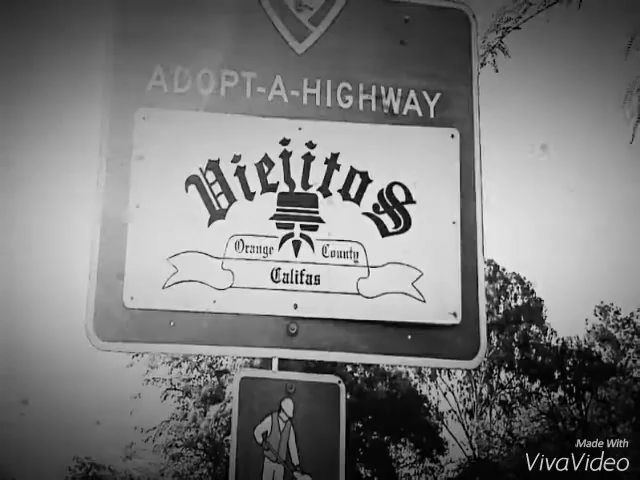 ADOPT-A-HIGHWAY
Viejitos
Orange County
Califas
Made With
VivaVideo